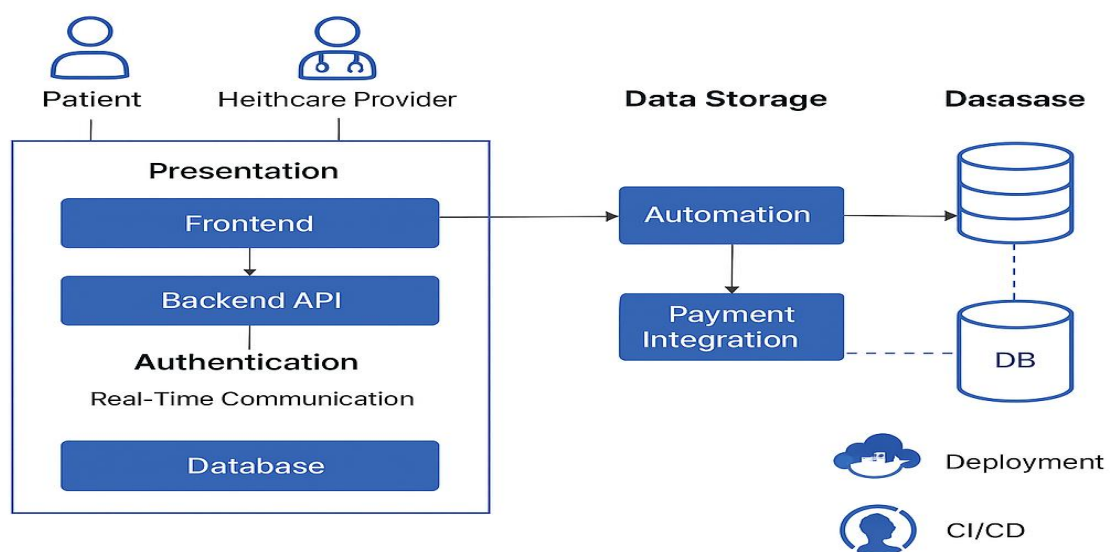 Patient
Heithcare Provider
Data Storage
Dasasase
Presentation
Frontend
Automation
Backend API
Payment
Integration
Authentication
DB
Real-Time Communication
Database
Deployment
CI/CD